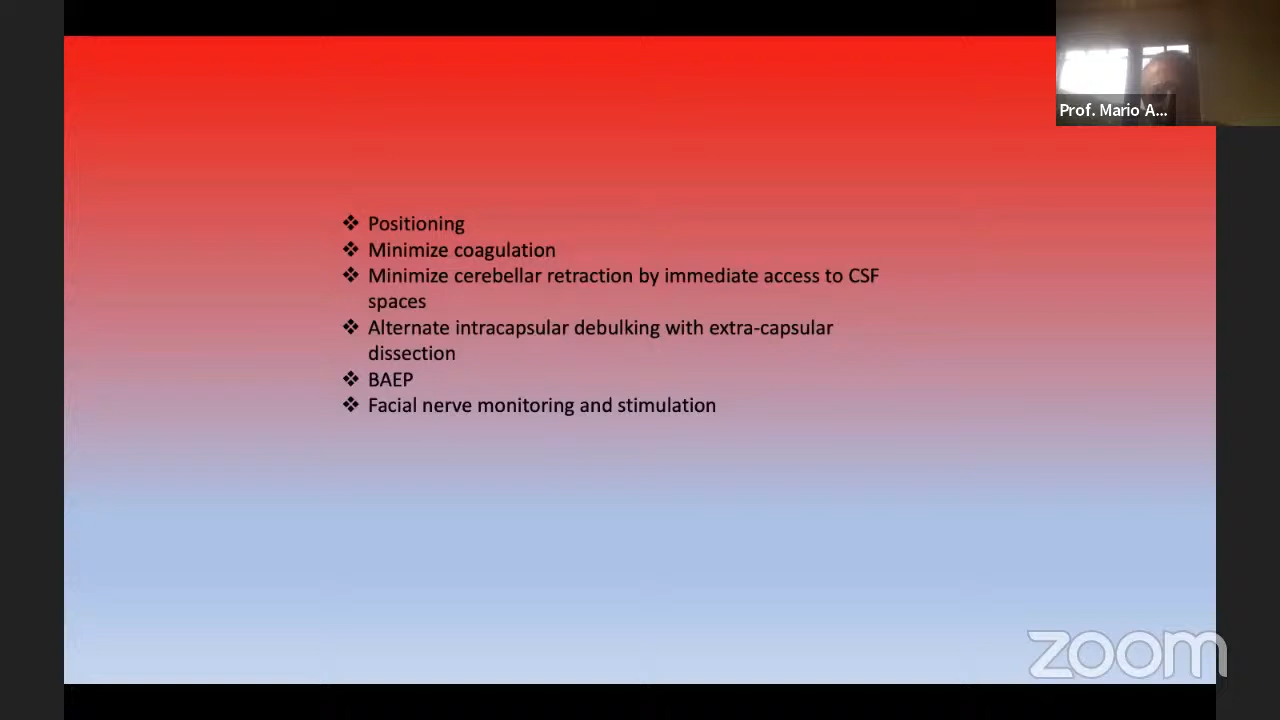 Prof. Mario A...
❖ Positioning
❖ Minimize coagulation
❖ Minimize cerebellar retraction by immediate access to CSF
spaces
❖ Alternate intracapsular debulking with extra-capsular
dissection
❖ BAEP
❖ Facial nerve monitoring and stimulation
zoom